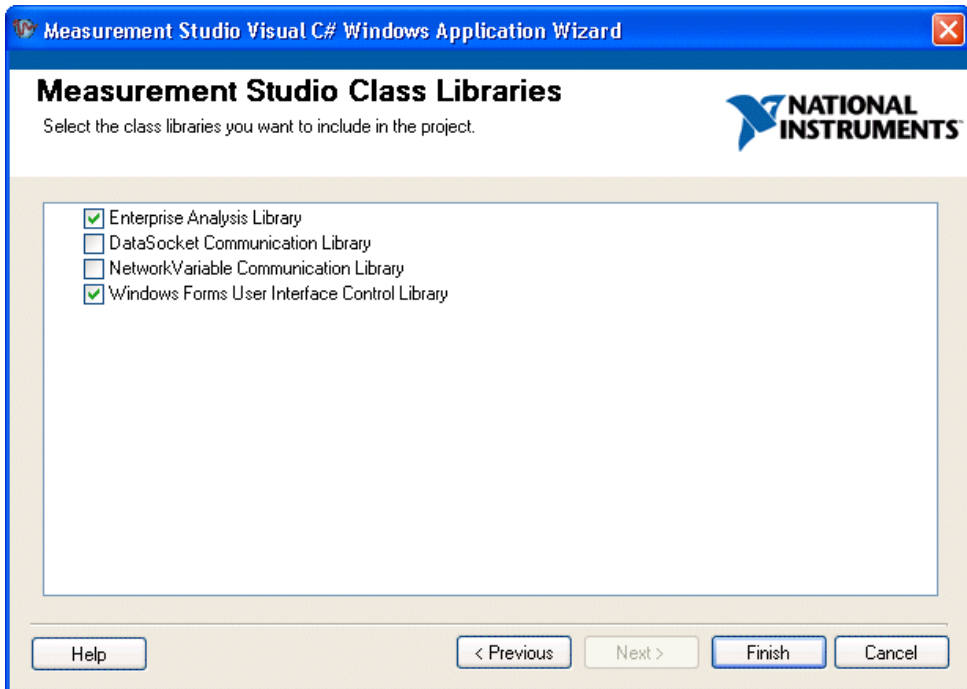 Measurement Studio Visual C# Windows Application Wizard
Measurement Studio Class Libraries
Select the class libraries you want to include in the project.
NATIONAL
INSTRUMENTS
Enterprise Analysis Library
DataSocket Communication Library
NetworkVariable Communication Library
Windows Forms User Interface Control Library
Help
< Previous
Next >
Finish
Cancel